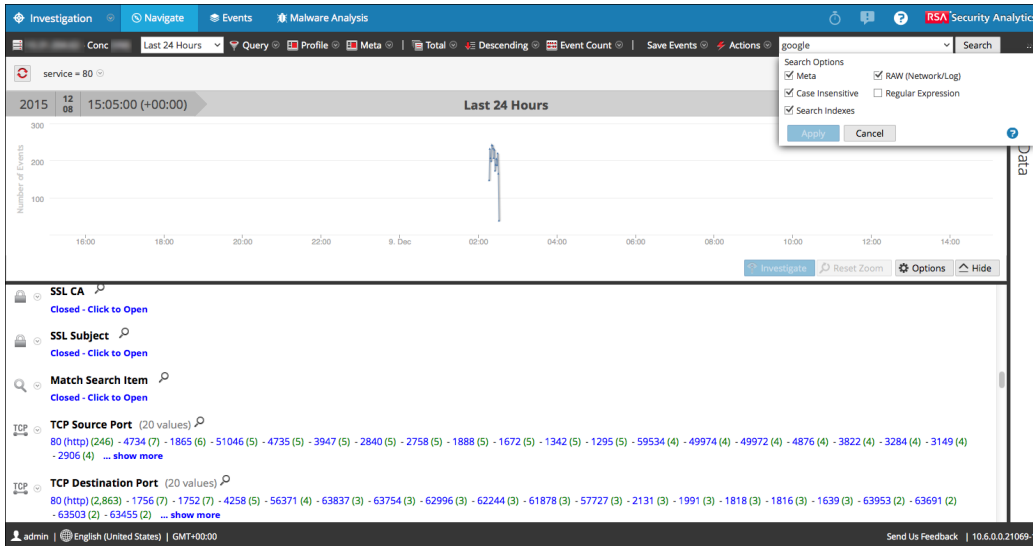 Investigation Navigate Events Malware Analysis ? RSA Security Analytics
Conc Last 24 Hours Query Profile Meta | Total Descending Event Count | Save Events Actions google Search
service = 80
Search Options
Meta RAW (Network/Log)
Case Insensitive Regular Expression
Search Indexes
Apply Cancel ?
2015 12 08 15:05:00 (+00:00) Last 24 Hours
Data
Number of Events
300
200
100
16:00 18:00 20:00 22:00 9. Dec 02:00 04:00 06:00 08:00 10:00 12:00 14:00
Investigate Reset Zoom Options Hide
SSL CA
Closed - Click to Open
SSL Subject
Closed - Click to Open
Match Search Item
Closed - Click to Open
TCP TCP Source Port (20 values)
80 (http) (246) - 4734 (7) - 1865 (6) - 51046 (5) - 4735 (5) - 3947 (5) - 2840 (5) - 2758 (5) - 1888 (5) - 1672 (5) - 1342 (5) - 1295 (5) - 59534 (4) - 49974 (4) - 49972 (4) - 4876 (4) - 3822 (4) - 3284 (4) - 3149 (4)
- 2906 (4) ... show more
TCP TCP Destination Port (20 values)
80 (http) (2,863) - 1756 (7) - 1752 (7) - 4258 (5) - 56371 (4) - 63837 (3) - 63754 (3) - 62996 (3) - 62244 (3) - 61878 (3) - 57727 (3) - 2131 (3) - 1991 (3) - 1818 (3) - 1816 (3) - 1639 (3) - 63953 (2) - 63691 (2)
- 63503 (2) - 63455 (2) ... show more
admin | English (United States) | GMT+00:00 Send Us Feedback | 10.6.0.0.21069-